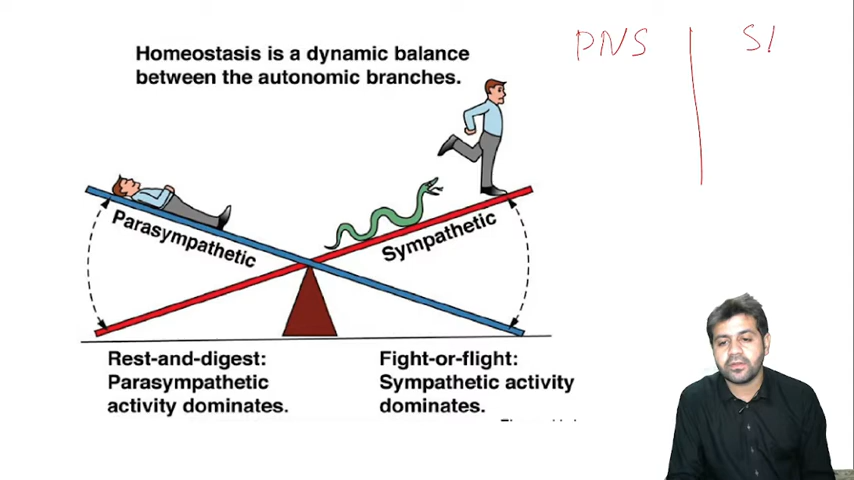 Homeostasis is a dynamic balance
between the autonomic branches.
PNS
Parasympathetic
Sympathetic
Rest-and-digest:
Parasympathetic
activity dominates.
Fight-or-flight:
Sympathetic activity
dominates.